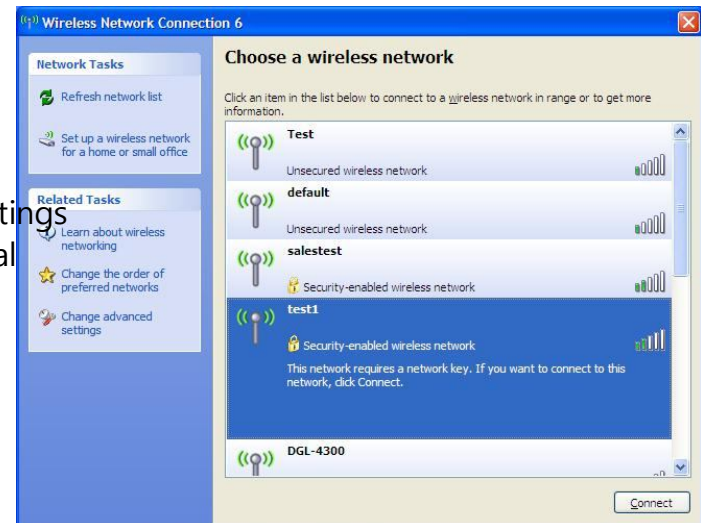 Wireless Network Connection 6
Network Tasks
Refresh network list
Set up a wireless network
for a home or small office
Related Tasks
tings
Learn about wireless
networking
al
Change the order of
preferred networks
Change advanced
settings
Choose a wireless network
Click an item in the list below to connect to a wireless network in range or to get more
information.
Test
Unsecured wireless network
default
Unsecured wireless network
salestest
Security-enabled wireless network
test1
Security-enabled wireless network
This network requires a network key. If you want to connect to this
network, click Connect.
DGL-4300
Connect